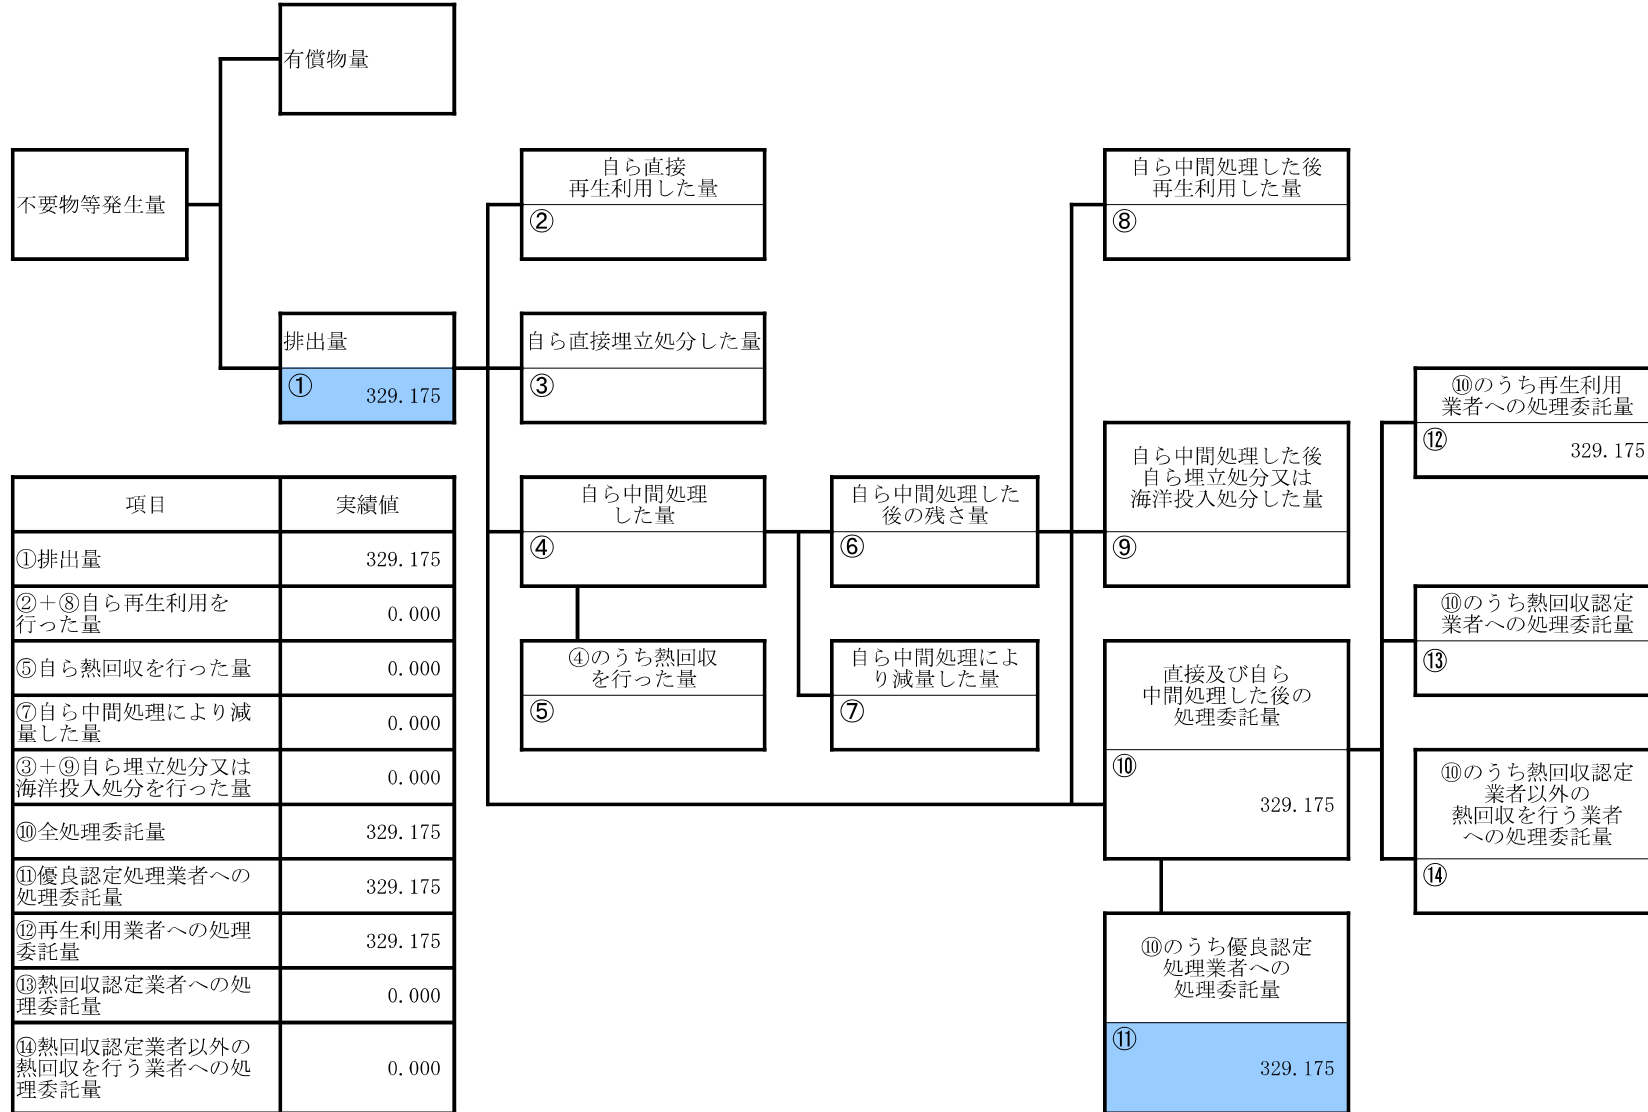 有償物量
不要物等発生量
排出量
① 329.175
自ら直接
再生利用した量
②
自ら直接埋立処分した量
③
自ら中間処理
した量
④
④のうち熱回収
を行った量
⑤
自ら中間処理した
後の残さ量
⑥
自ら中間処理によ
り減量した量
⑦
自ら中間処理した後
再生利用した量
⑧
自ら中間処理した後
自ら埋立処分又は
海洋投入処分した量
⑨
直接及び自ら
中間処理した後の
処理委託量
⑩
329.175
⑩のうち優良認定
処理業者への
処理委託量
⑪
329.175
⑩のうち再生利用
業者への処理委託量
⑫
329.175
⑩のうち熱回収認定
業者への処理委託量
⑬
⑩のうち熱回収認定
業者以外の
熱回収を行う業者
への処理委託量
⑭
項目 実績値
①排出量 329.175
②＋⑧自ら再生利用を
行った量 0.000
⑤自ら熱回収を行った量 0.000
⑦自ら中間処理により減
量した量 0.000
③＋⑨自ら埋立処分又は
海洋投入処分を行った量 0.000
⑩全処理委託量 329.175
⑪優良認定処理業者への
処理委託量 329.175
⑫再生利用業者への処理
委託量 329.175
⑬熱回収認定業者への処
理委託量 0.000
⑭熱回収認定業者以外の
熱回収を行う業者への処
理委託量 0.000